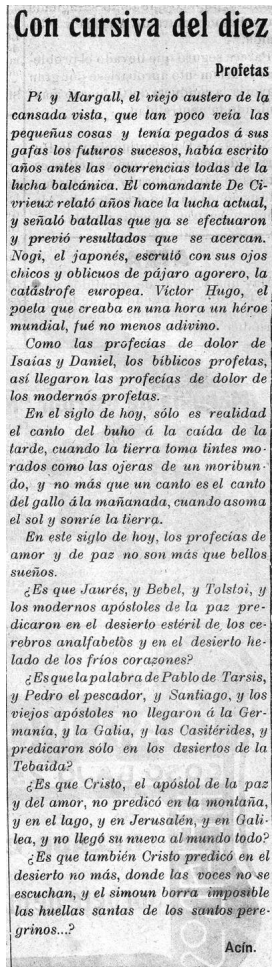 Con cursiva del diez
Profetas
Pí y Margall, el viejo austero de la
cansada vista, que tan poco veía las
pequeñas cosas y tenía pegados á sus
gafas los futuros sucesos, había escrito
años antes las ocurrencias todas de la
lucha balcánica. El comandante De Ci-
vrieux relató años hace la lucha actual,
y señaló batallas que ya se efectuaron
y previó resultados que se acercan.
Nogi, el japonés, escrutó con sus ojos
chicos y oblicuos de pájaro agorero, la
catástrofe europea. Víctor Hugo, el
poeta que creaba en una hora un héroe
mundial, fué no menos adivino.
Como las profecías de dolor de
Isaías y Daniel, los bíblicos profetas,
así llegaron las profecías de dolor de
los modernos profetas.
En el siglo de hoy, sólo es realidad
el canto del buho á la caída de la
tarde, cuando la tierra toma tintes mo-
rados como las ojeras de un moribun-
do, y no más que un canto es el canto
del gallo á la mañanada, cuando asoma
el sol y sonríe la tierra.
En este siglo de hoy, los profecías de
amor y de paz no son más que bellos
sueños.
¿Es que Jaurés, y Bebel, y Tolstoi, y
los modernos apóstoles de la paz pre-
dicaron en el desierto estéril de los ce-
rebros analfabetos y en el desierto he-
lado de los fríos corazones?
¿Es que la palabra de Pablo de Tarsis,
y Pedro el pescador, y Santiago, y los
viejos apóstoles no llegaron á la Ger-
manía, y la Galia, y las Casitérides, y
predicaron sólo en los desiertos de la
Tebaida?
¿Es que Cristo, el apóstol de la paz
y del amor, no predicó en la montaña,
y en el lago, y en Jerusalén, y en Gali-
lea, y no llegó su nueva al mundo todo?
¿Es que también Cristo predicó en el
desierto no más, donde las voces no se
escuchan, y el simoun borra imposible
las huellas santas de los santos pere-
grinos...?
Acín.